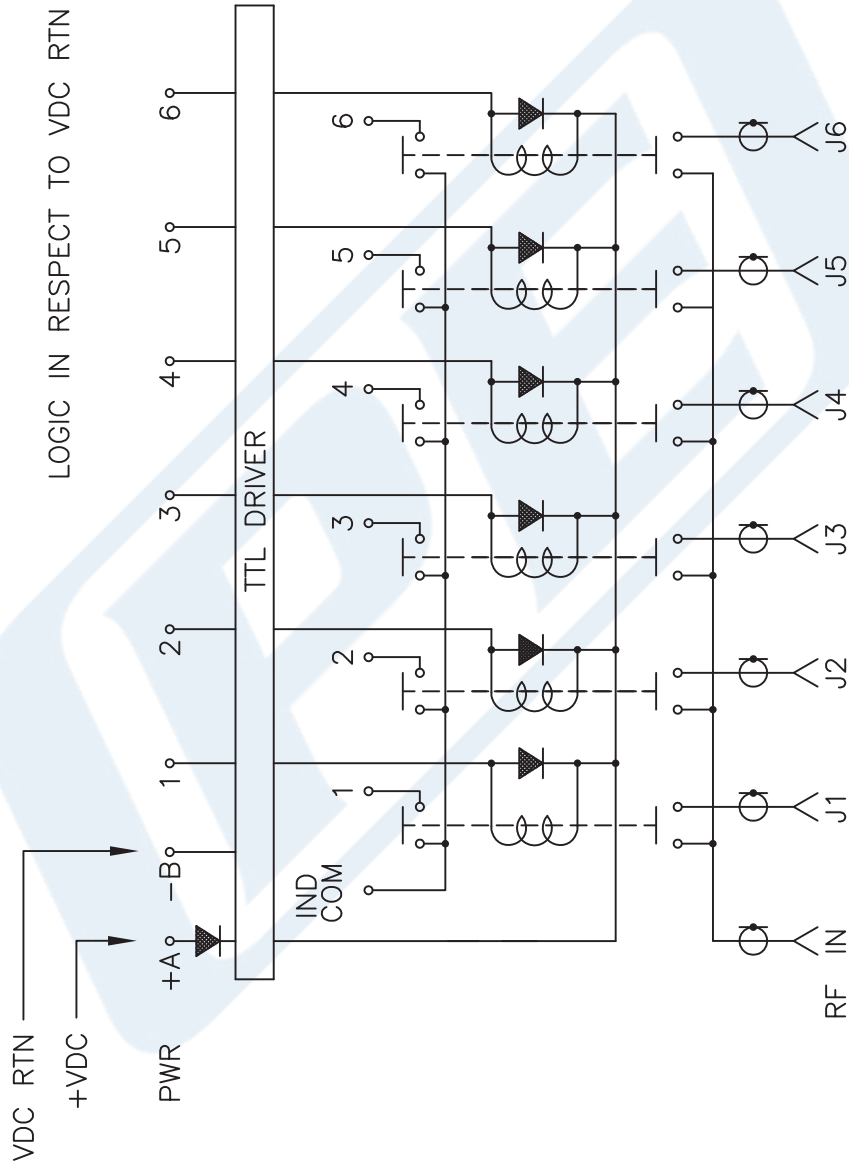 LOGIC IN RESPECT TO VDC RTN
VDC RTN
+VDC
PWR +A -B 1 2 3 4 5 6
TTL DRIVER
IND
COM
1 2 3 4 5 6
RF IN J1 J2 J3 J4 J5 J6
PE